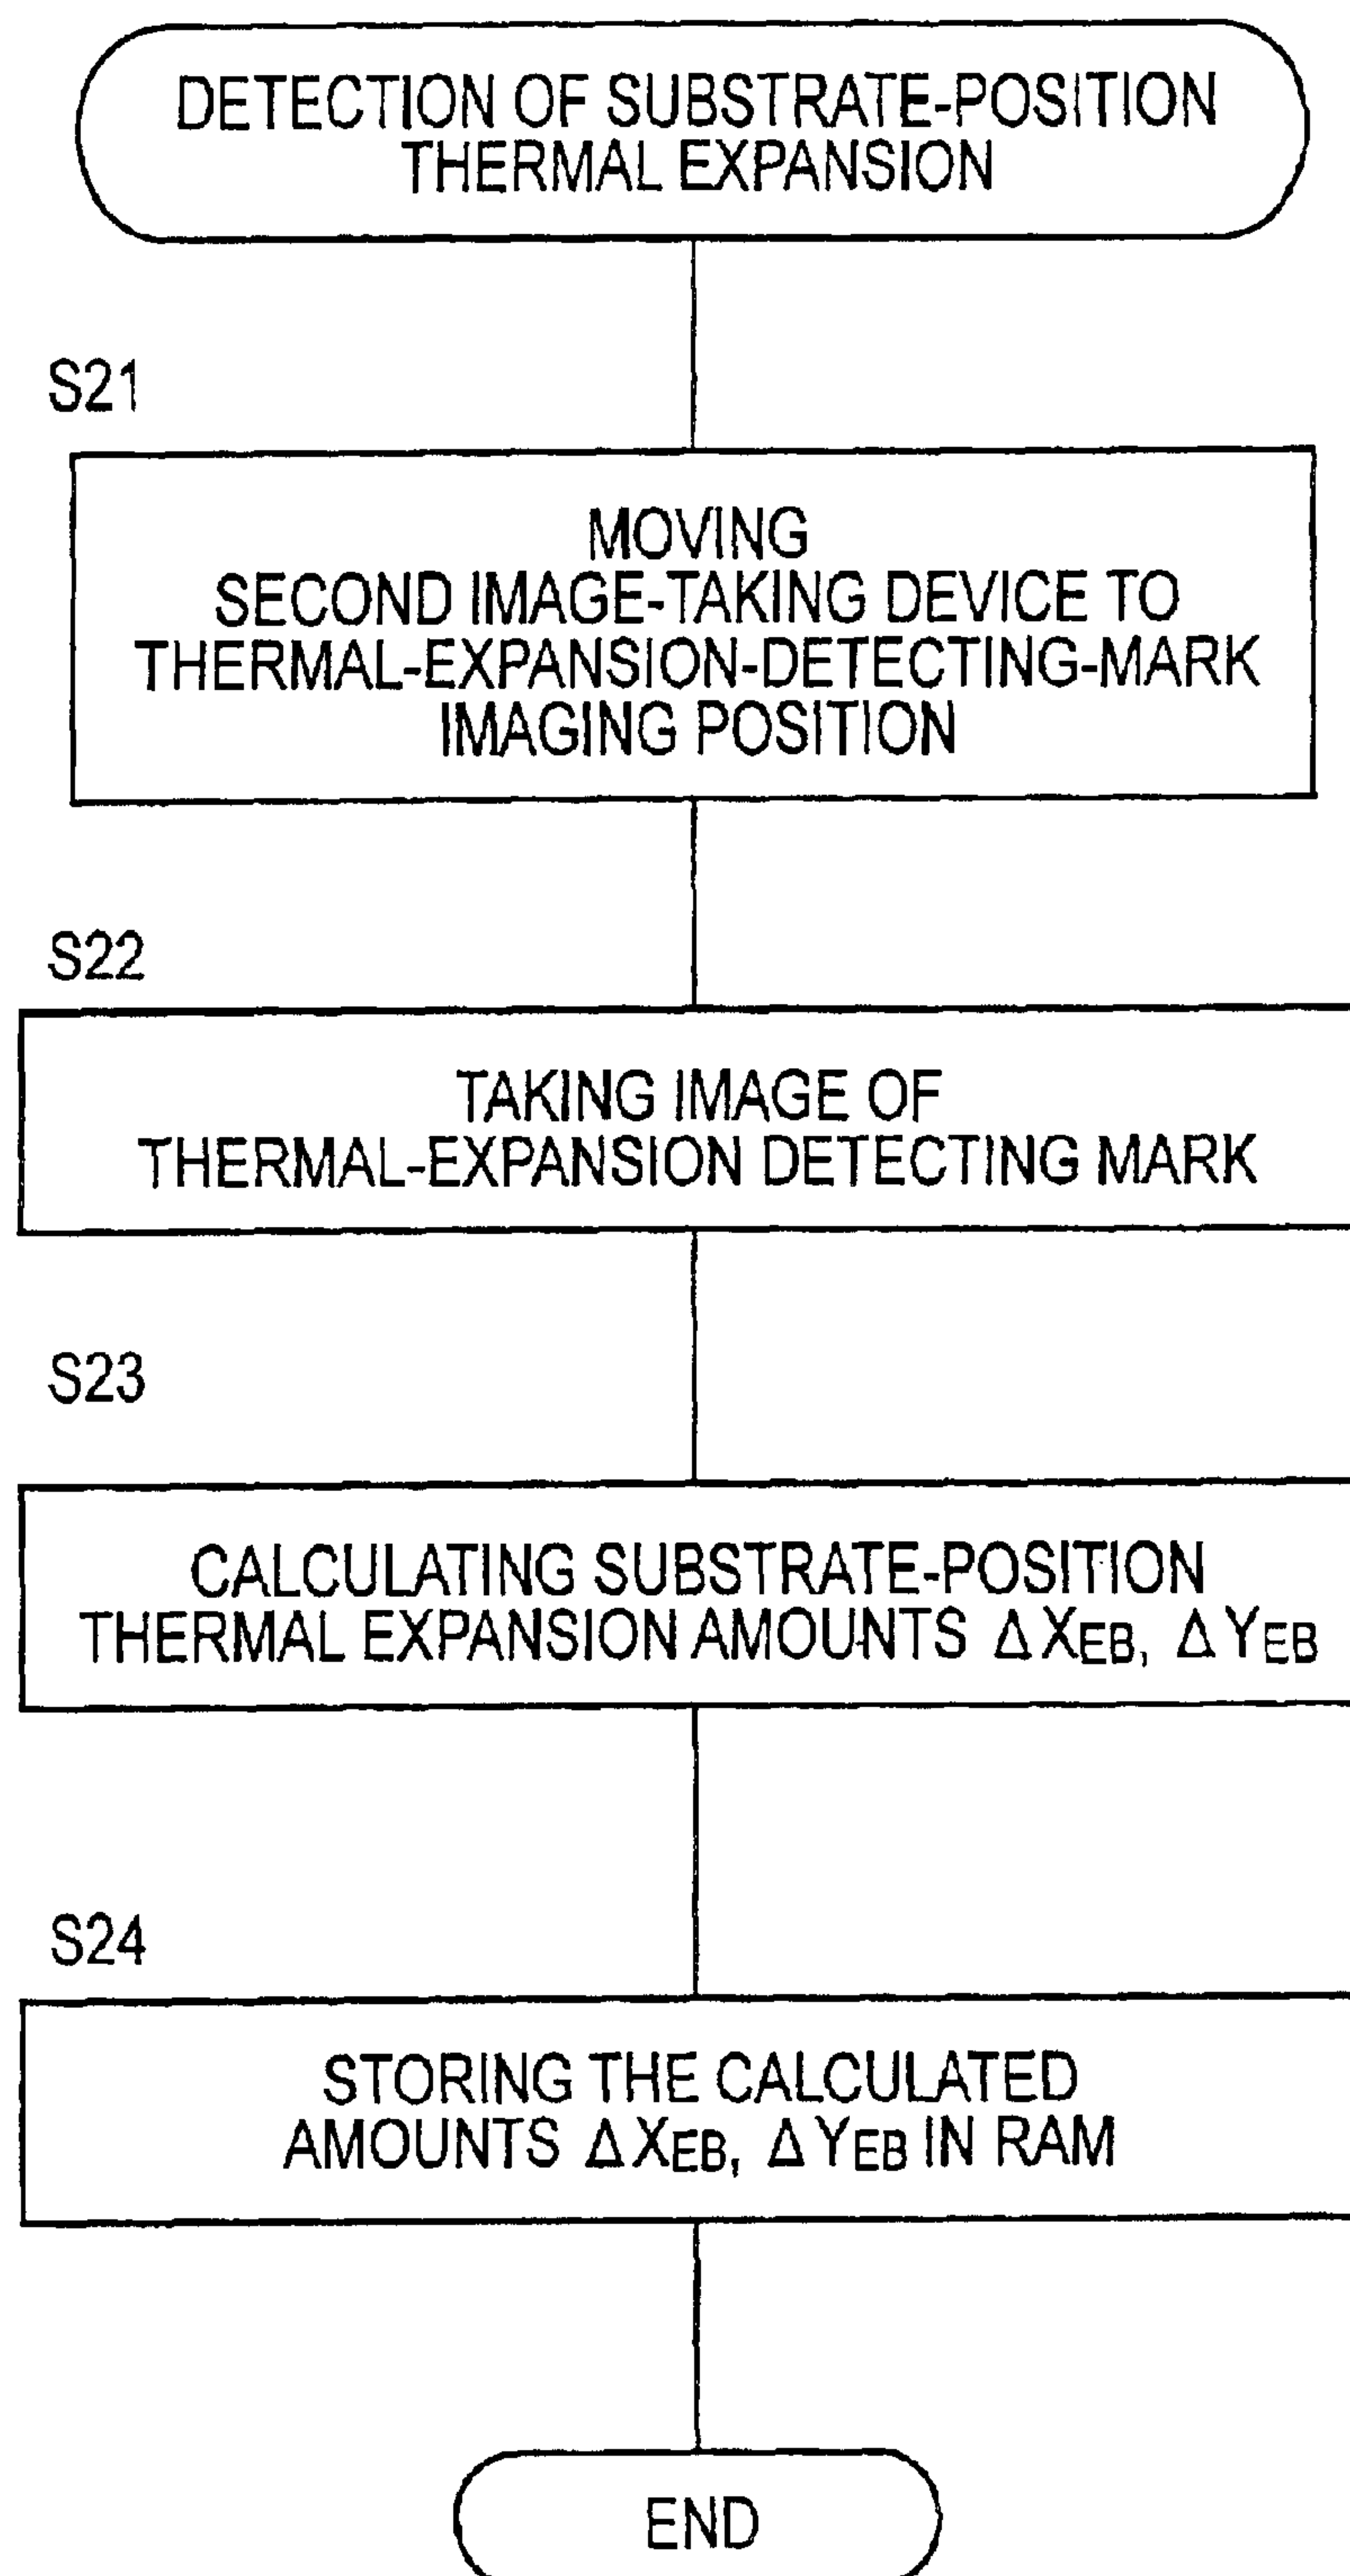 DETECTION OF SUBSTRATE-POSITION
THERMAL EXPANSION
S21
MOVING
SECOND IMAGE-TAKING DEVICE TO
THERMAL-EXPANSION-DETECTING-MARK
IMAGING POSITION
S22
TAKING IMAGE OF
THERMAL-EXPANSION DETECTING MARK
S23
CALCULATING SUBSTRATE-POSITION
THERMAL EXPANSION AMOUNTS ΔXEB, ΔYEB
S24
STORING THE CALCULATED
AMOUNTS ΔXEB, ΔYEB IN RAM
END